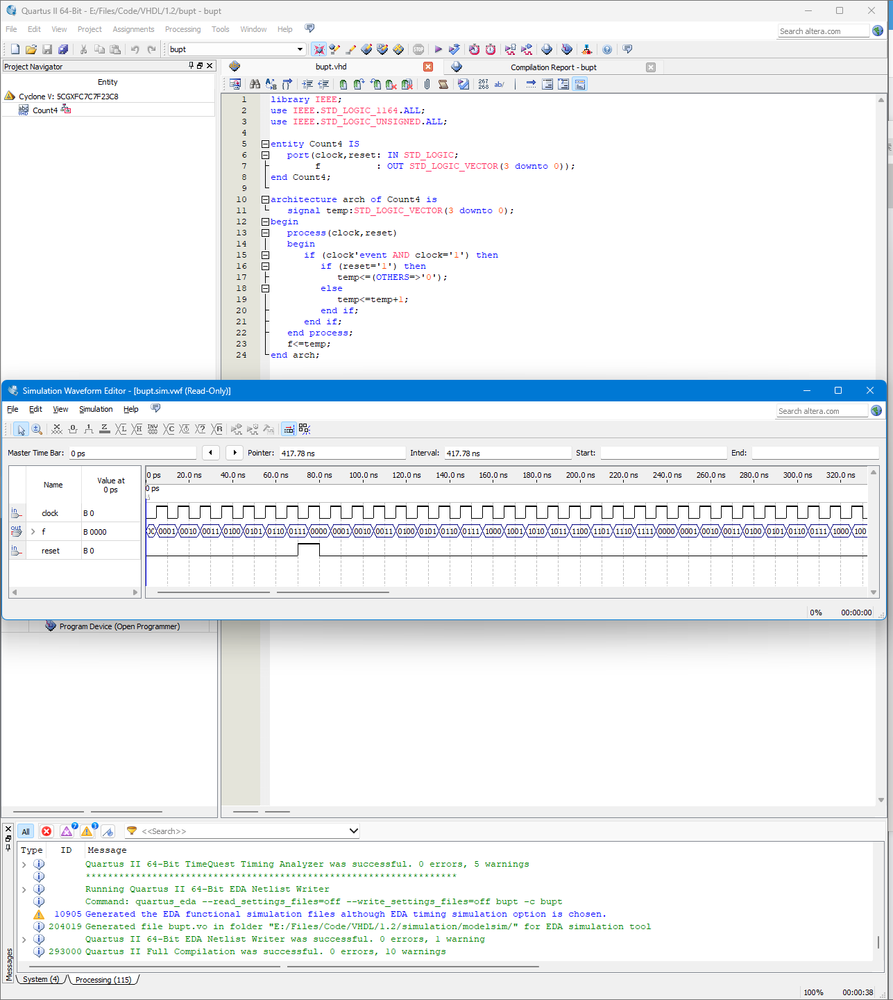 Quartus II 64-Bit - E:/Files/Code/VHDL/1.2/bupt - bupt
File Edit View Project Assignments Processing Tools Window Help
Search altera.com
bupt
Project Navigator
bupt.vhd
Compilation Report - bupt
Entity
Cyclone V: 5CGXFC7C7F23C8
Count4
267
268
ab/
1 library IEEE;
2 use IEEE.STD_LOGIC_1164.ALL;
3 use IEEE.STD_LOGIC_UNSIGNED.ALL;
4
5 entity Count4 IS
6 port(clock,reset: IN STD_LOGIC;
7 f : OUT STD_LOGIC_VECTOR(3 downto 0));
8 end Count4;
9
10 architecture arch of Count4 is
11 signal temp:STD_LOGIC_VECTOR(3 downto 0);
12 begin
13 process(clock,reset)
14 begin
15 if (clock'event AND clock='1') then
16 if (reset='1') then
17 temp<=(OTHERS=>'0');
18 else
19 temp<=temp+1;
20 end if;
21 end if;
22 end process;
23 f<=temp;
24 end arch;
Simulation Waveform Editor - [bupt.sim.vwf (Read-Only)]
File Edit View Simulation Help
Search altera.com
Master Time Bar: 0 ps Pointer: 417.78 ns Interval: 417.78 ns Start: End:
Name
Value at
0 ps
0 ps 20.0 ns 40.0 ns 60.0 ns 80.0 ns 100.0 ns 120.0 ns 140.0 ns 160.0 ns 180.0 ns 200.0 ns 220.0 ns 240.0 ns 260.0 ns 280.0 ns 300.0 ns 320.0 ns
0 ps
in clock B 0
out f B 0000 0001 0010 0011 0100 0101 0110 0111 0000 0001 0010 0011 0100 0101 0110 0111 1000 1001 1010 1011 1100 1101 1110 1111 0000 0001 0010 0011 0100 0101 0110 0111 1000 100
in reset B 0
0% 00:00:00
Program Device (Open Programmer)
All
7
3
<<Search>>
Type ID Message
Quartus II 64-Bit TimeQuest Timing Analyzer was successful. 0 errors, 5 warnings
*******************************************************************
Running Quartus II 64-Bit EDA Netlist Writer
Command: quartus_eda --read_settings_files=off --write_settings_files=off bupt -c bupt
10905 Generated the EDA functional simulation files although EDA timing simulation option is chosen.
204019 Generated file bupt.vo in folder "E:/Files/Code/VHDL/1.2/simulation/modelsim/" for EDA simulation tool
Quartus II 64-Bit EDA Netlist Writer was successful. 0 errors, 1 warning
293000 Quartus II Full Compilation was successful. 0 errors, 10 warnings
Messages
System (4) Processing (115)
100% 00:00:38